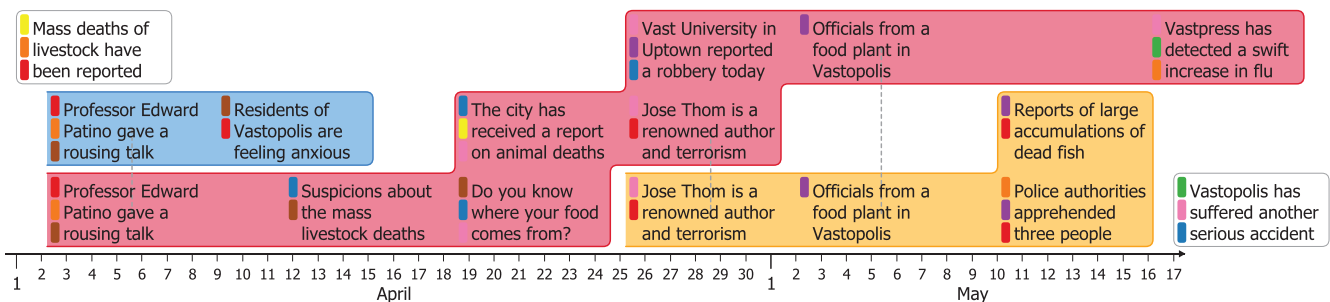 Mass deaths of
livestock have
been reported
Vast University in
Uptown reported
a robbery today
Officials from a
food plant in
Vastopolis
Vastpress has
detected a swift
increase in flu
Professor Edward
Patino gave a
rousing talk
Residents of
Vastopolis are
feeling anxious
The city has
received a report
on animal deaths
Jose Thom is a
renowned author
and terrorism
Reports of large
accumulations of
dead fish
Professor Edward
Patino gave a
rousing talk
Suspicions about
the mass
livestock deaths
Do you know
where your food
comes from?
Jose Thom is a
renowned author
and terrorism
Officials from a
food plant in
Vastopolis
Police authorities
apprehended
three people
Vastopolis has
suffered another
serious accident
1 2 3 4 5 6 7 8 9 10 11 12 13 14 15 16 17 18 19 20 21 22 23 24 25 26 27 28 29 30 1 2 3 4 5 6 7 8 9 10 11 12 13 14 15 16 17
April May